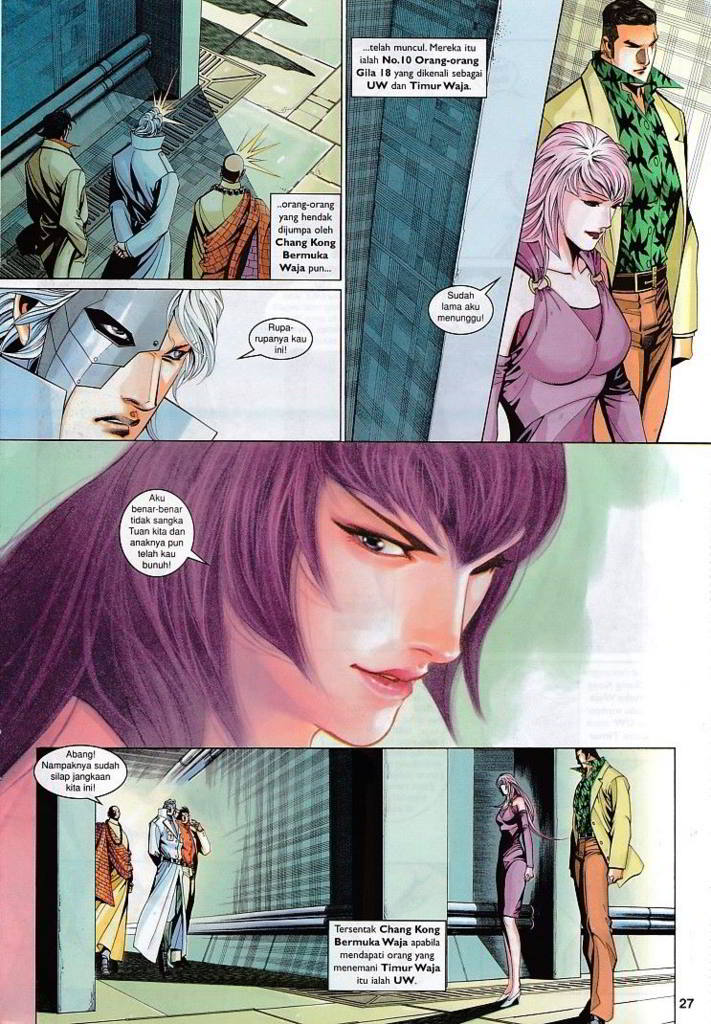 ..orang-orang
yang hendak
dijumpa oleh
Chang Kong
Bermuka
Waja pun...
...telah muncul. Mereka itu
ialah No.10 Orang-orang
Gila 18 yang dikenali sebagai
UW dan Timur Waja.
Rupa-
rupanya kau
ini!
Sudah
lama aku
menunggu!
Aku
benar-benar
tidak sangka
Tuan kita dan
anaknya pun
telah kau
bunuh!
Abang!
Nampaknya sudah
silap jangkaan
kita ini!
Tersentak Chang Kong
Bermuka Waja apabila
mendapati orang yang
menemani Timur Waja
itu ialah UW.
27